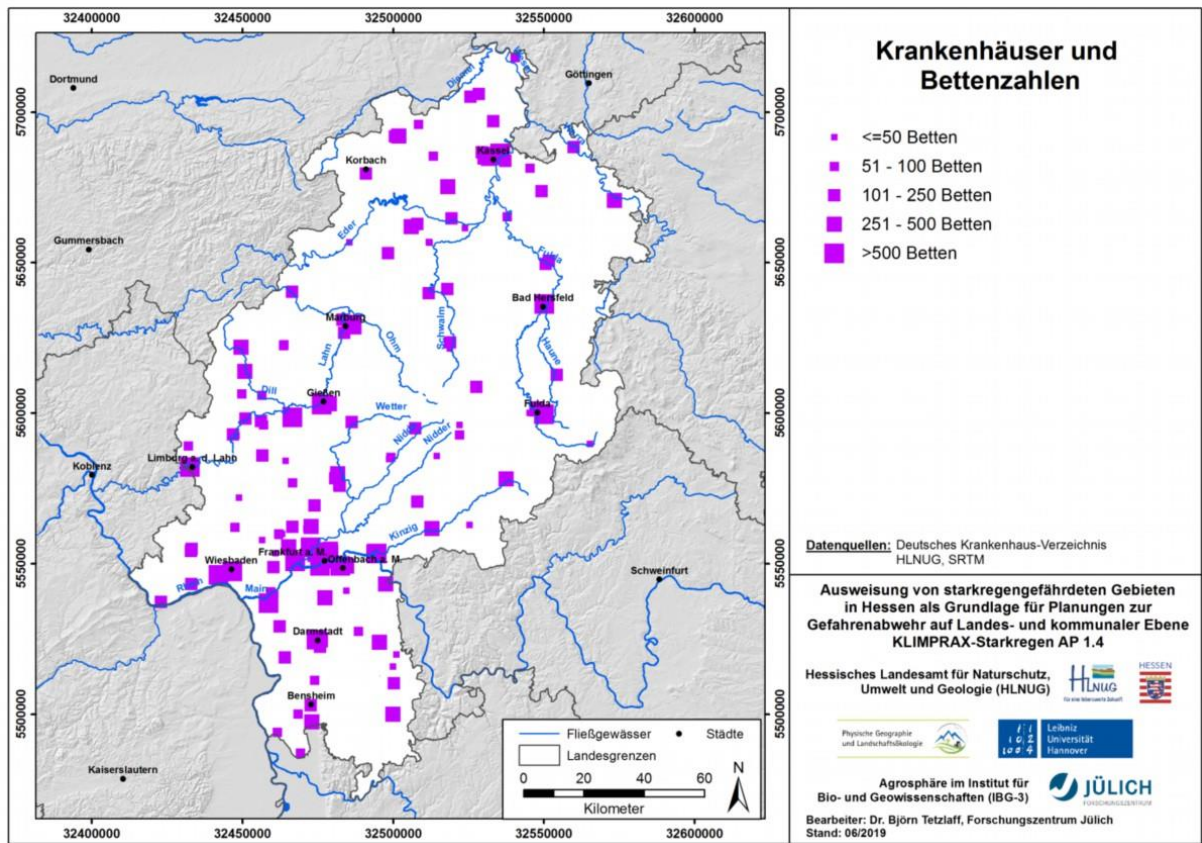 32400000 32450000 32500000 32550000 32600000
5700000
5650000
5600000
5550000
5500000
Dortmund
Göttingen
Diemel
Kassel
Korbach
Gummersbach
Eder
Fulda
Bad Hersfeld
Marburg
Schwalm
Ohm
Lahn
Haune
Dill
Gießen
Fulda
Wetter
Nidda
Nidder
Koblenz
Limburg a. d. Lahn
Kinzig
Frankfurt a. M.
Offenbach a. M.
Wiesbaden
Rhein
Main
Schweinfurt
Darmstadt
Bensheim
Kaiserslautern
Fließgewässer
Städte
Landesgrenzen
0 20 40 60
Kilometer
N
5700000
5650000
5600000
5550000
5500000
32400000 32450000 32500000 32550000 32600000
Krankenhäuser und
Bettenzahlen
<=50 Betten
51 - 100 Betten
101 - 250 Betten
251 - 500 Betten
>500 Betten
Datenquellen: Deutsches Krankenhaus-Verzeichnis
HLNUG, SRTM
Ausweisung von starkregengefährdeten Gebieten
in Hessen als Grundlage für Planungen zur
Gefahrenabwehr auf Landes- und kommunaler Ebene
KLIMPRAX-Starkregen AP 1.4
Hessisches Landesamt für Naturschutz,
Umwelt und Geologie (HLNUG)
HLNUG
Für eine lebenswerte Zukunft
HESSEN
Physische Geographie
und Landschaftsökologie
Leibniz
Universität
Hannover
Agrosphäre im Institut für
Bio- und Geowissenschaften (IBG-3)
JÜLICH
FORSCHUNGSZENTRUM
Bearbeiter: Dr. Björn Tetzlaff, Forschungszentrum Jülich
Stand: 06/2019